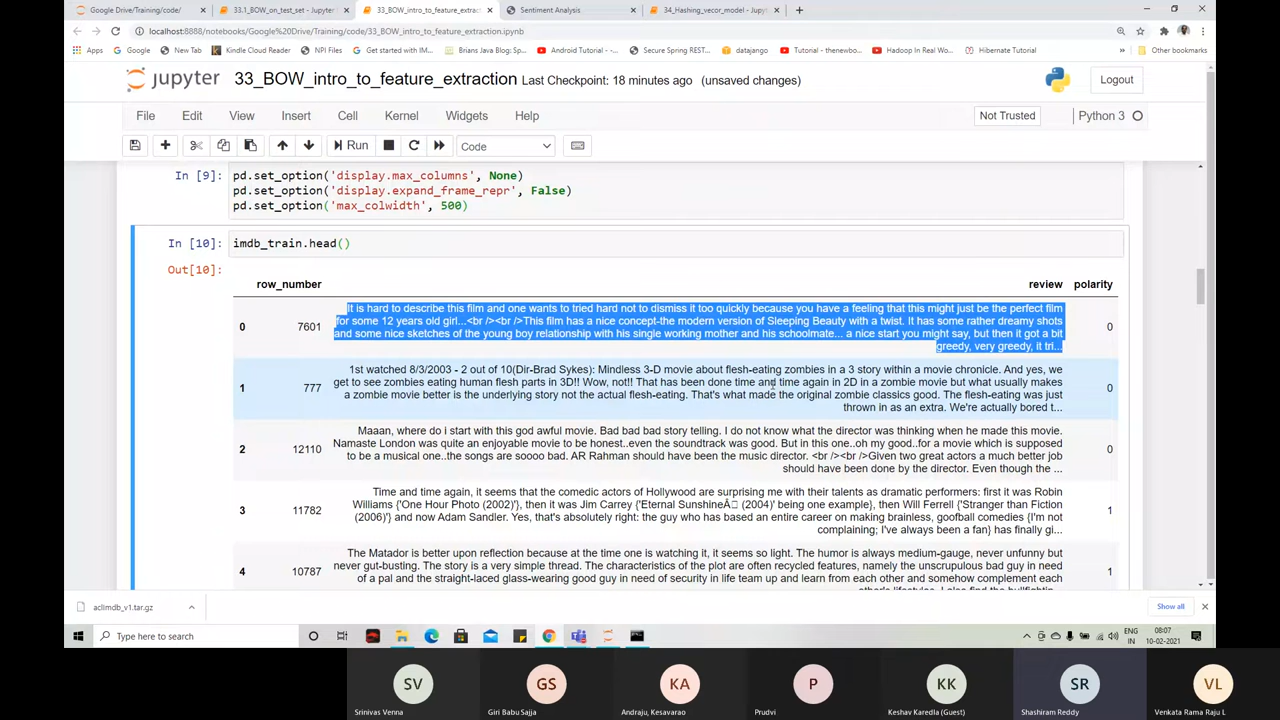 Google Drive/Training/code/
33.1_BOW_on_test_set - Jupyter
33_BOW_intro_to_feature_extract
Sentiment Analysis
34_Hashing_vecor_model - Jupyte
localhost:8888/notebooks/Google%20Drive/Training/code/33_BOW_intro_to_feature_extraction.ipynb
Apps
Google
New Tab
Kindle Cloud Reader
NPI Files
Get started with IM...
Brians Java Blog: S...
Android Tutorial -...
Secure Spring REST...
datajango
Tutorial - thenewbo...
Hadoop In Real Wo...
Hibernate Tutorial
»
Other bookmarks
jupyter
33_BOW_intro_to_feature_extraction Last Checkpoint: 18 minutes ago (unsaved changes)
Logout
File Edit View Insert Cell Kernel Widgets Help
Not Trusted
Python 3
Run
Code
In [9]:
pd.set_option('display.max_columns', None)
pd.set_option('display.expand_frame_repr', False)
pd.set_option('max_colwidth', 500)
In [10]:
imdb_train.head()
Out[10]:
row_number review polarity
0 7601
It is hard to describe this film and one wants to tried hard not to dismiss it too quickly because you have a feeling that this might just be the perfect film
for some 12 years old girl...<br /><br />This film has a nice concept-the modern version of Sleeping Beauty with a twist. It has some rather dreamy shots
and some nice sketches of the young boy relationship with his single working mother and his schoolmate... a nice start you might say, but then it got a bit
greedy, very greedy, it tri...
0
1 777
1st watched 8/3/2003 - 2 out of 10(Dir-Brad Sykes): Mindless 3-D movie about flesh-eating zombies in a 3 story within a movie chronicle. And yes, we
get to see zombies eating human flesh parts in 3D!! Wow, not!! That has been done time and time again in 2D in a zombie movie but what usually makes
a zombie movie better is the underlying story not the actual flesh-eating. That's what made the original zombie classics good. The flesh-eating was just
thrown in as an extra. We're actually bored t...
0
2 12110
Maaan, where do i start with this god awful movie. Bad bad bad story telling. I do not know what the director was thinking when he made this movie.
Namaste London was quite an enjoyable movie to be honest..even the soundtrack was good. But in this one..oh my good..for a movie which is supposed
to be a musical one..the songs are soooo bad. AR Rahman should have been the music director. <br /><br />Given two great actors a much better job
should have been done by the director. Even though the ...
0
3 11782
Time and time again, it seems that the comedic actors of Hollywood are surprising me with their talents as dramatic performers: first it was Robin
Williams {'One Hour Photo (2002)'}, then it was Jim Carrey {'Eternal Sunshine (2004)' being one example}, then Will Ferrell {'Stranger than Fiction
(2006)'} and now Adam Sandler. Yes, that's absolutely right: the guy who has based an entire career on making brainless, goofball comedies {I'm not
complaining; I've always been a fan} has finally gi...
1
4 10787
The Matador is better upon reflection because at the time one is watching it, it seems so light. The humor is always medium-gauge, never unfunny but
never gut-busting. The story is a very simple thread. The characteristics of the plot are often recycled features, namely the unscrupulous bad guy in need
of a pal and the straight-laced glass-wearing good guy in need of security in life team up and learn from each other and somehow complement each
1
aclimdb_v1.tar.gz
Show all
Type here to search
ENG
IN
08:07
10-02-2021
SV GS KA P KK SR VL
Srinivas Venna
Giri Babu Sajja
Andraju, Kesavarao
Prudvi
Keshav Karedla (Guest)
Shashiram Reddy
Venkata Rama Raju L